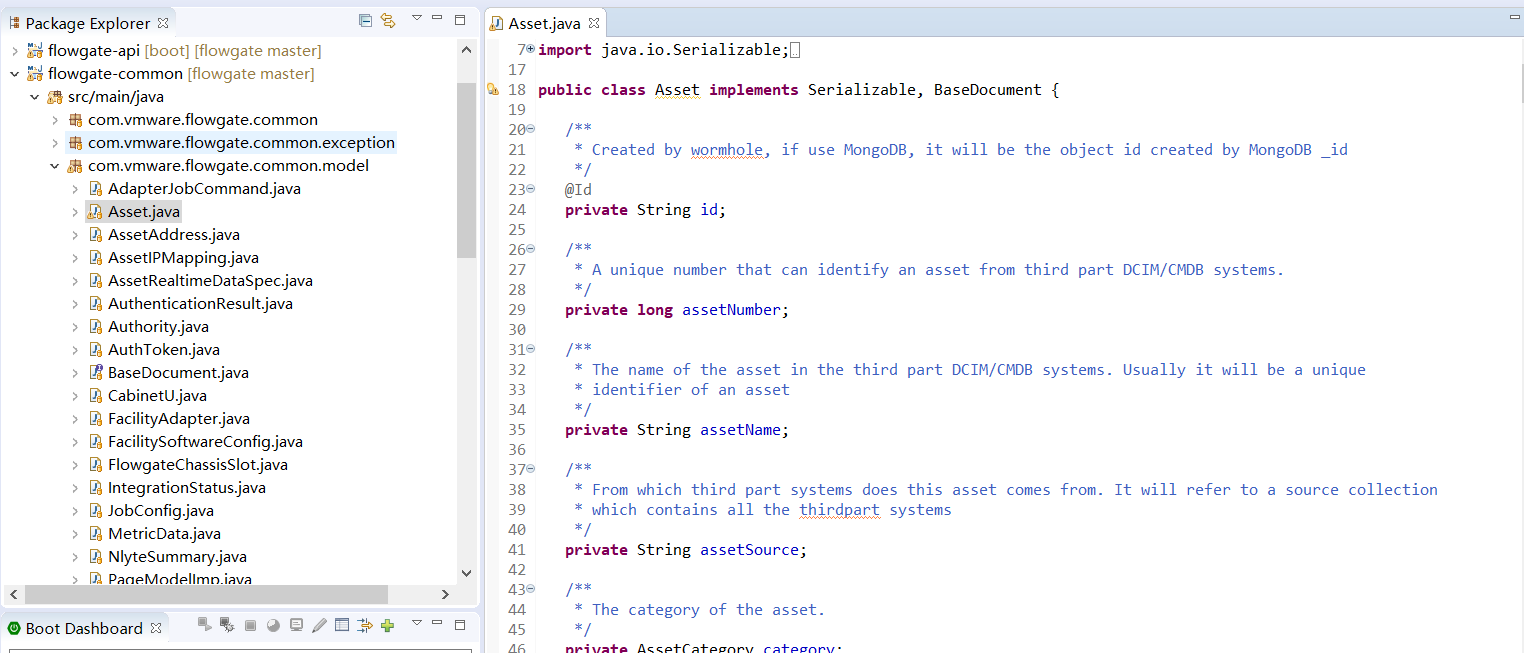 Package Explorer
flowgate-api [boot] [flowgate master]
flowgate-common [flowgate master]
src/main/java
com.vmware.flowgate.common
com.vmware.flowgate.common.exception
com.vmware.flowgate.common.model
AdapterJobCommand.java
Asset.java
AssetAddress.java
AssetIPMapping.java
AssetRealtimeDataSpec.java
AuthenticationResult.java
Authority.java
AuthToken.java
BaseDocument.java
CabinetU.java
FacilityAdapter.java
FacilitySoftwareConfig.java
FlowgateChassisSlot.java
IntegrationStatus.java
JobConfig.java
MetricData.java
NlyteSummary.java
PageModelImp.java
Boot Dashboard
Asset.java
7 import java.io.Serializable;
17
18 public class Asset implements Serializable, BaseDocument {
19
20 /**
21 * Created by wormhole, if use MongoDB, it will be the object id created by MongoDB _id
22 */
23 @Id
24 private String id;
25
26 /**
27 * A unique number that can identify an asset from third part DCIM/CMDB systems.
28 */
29 private long assetNumber;
30
31 /**
32 * The name of the asset in the third part DCIM/CMDB systems. Usually it will be a unique
33 * identifier of an asset
34 */
35 private String assetName;
36
37 /**
38 * From which third part systems does this asset comes from. It will refer to a source collection
39 * which contains all the thirdpart systems
40 */
41 private String assetSource;
42
43 /**
44 * The category of the asset.
45 */
46 private AssetCategory category;